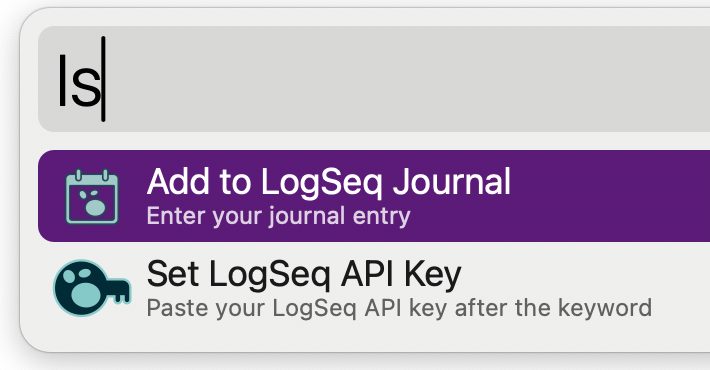 ls
Add to LogSeq Journal
Enter your journal entry
Set LogSeq API Key
Paste your LogSeq API key after the keyword